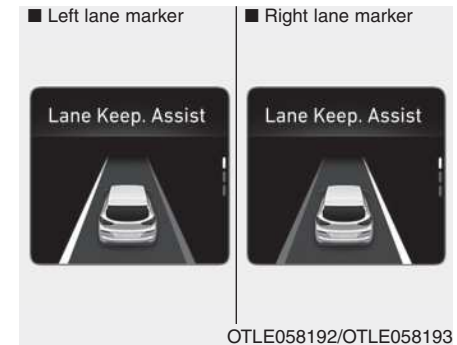 ■ Left lane marker
■ Right lane marker
Lane Keep. Assist
Lane Keep. Assist
OTLE058192/OTLE058193